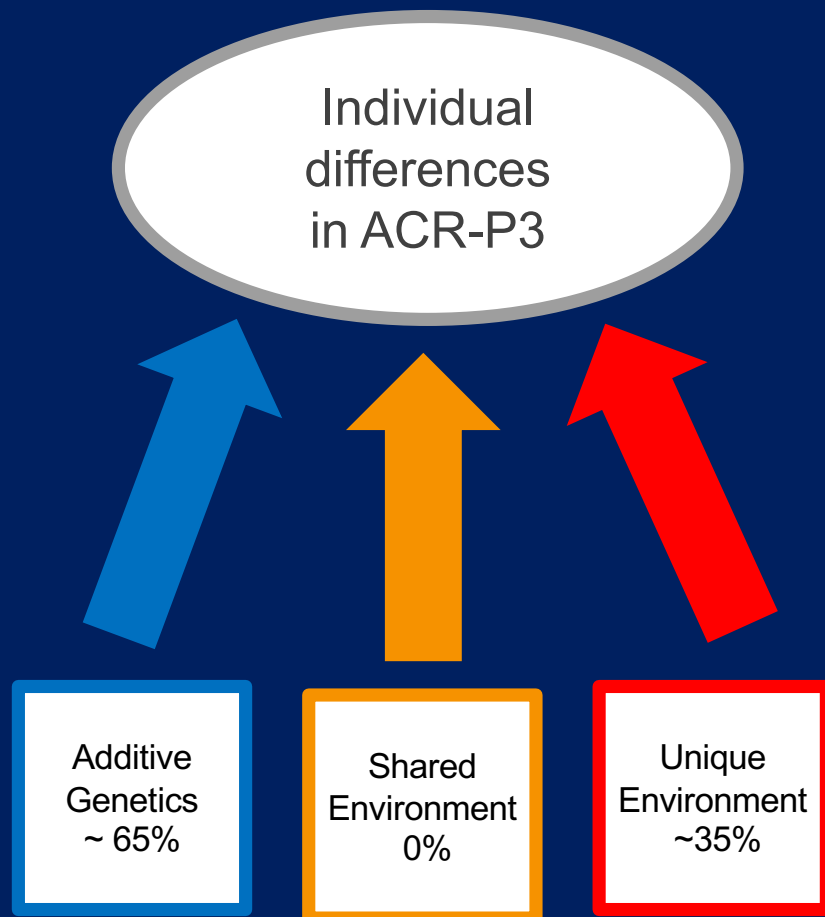 Individual
differences
in ACR-P3
Additive
Genetics
~ 65%
Shared
Environment
0%
Unique
Environment
~35%